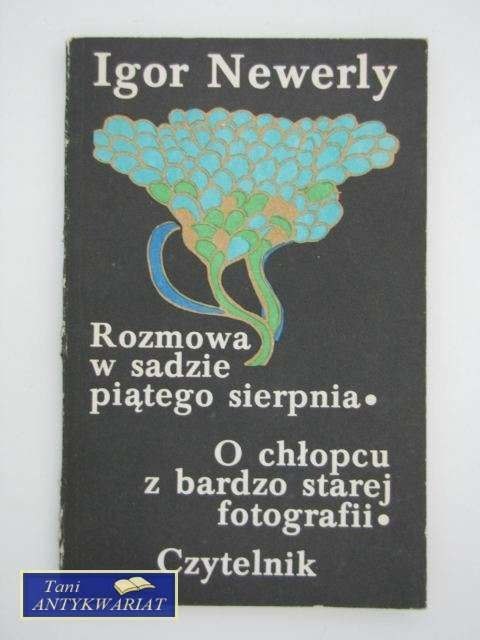 Igor Newerly
Rozmowa
w sadzie
piątego sierpnia•
O chłopcu
z bardzo starej
fotografii•
Czytelnik
Tani
ANTYKWARIAT